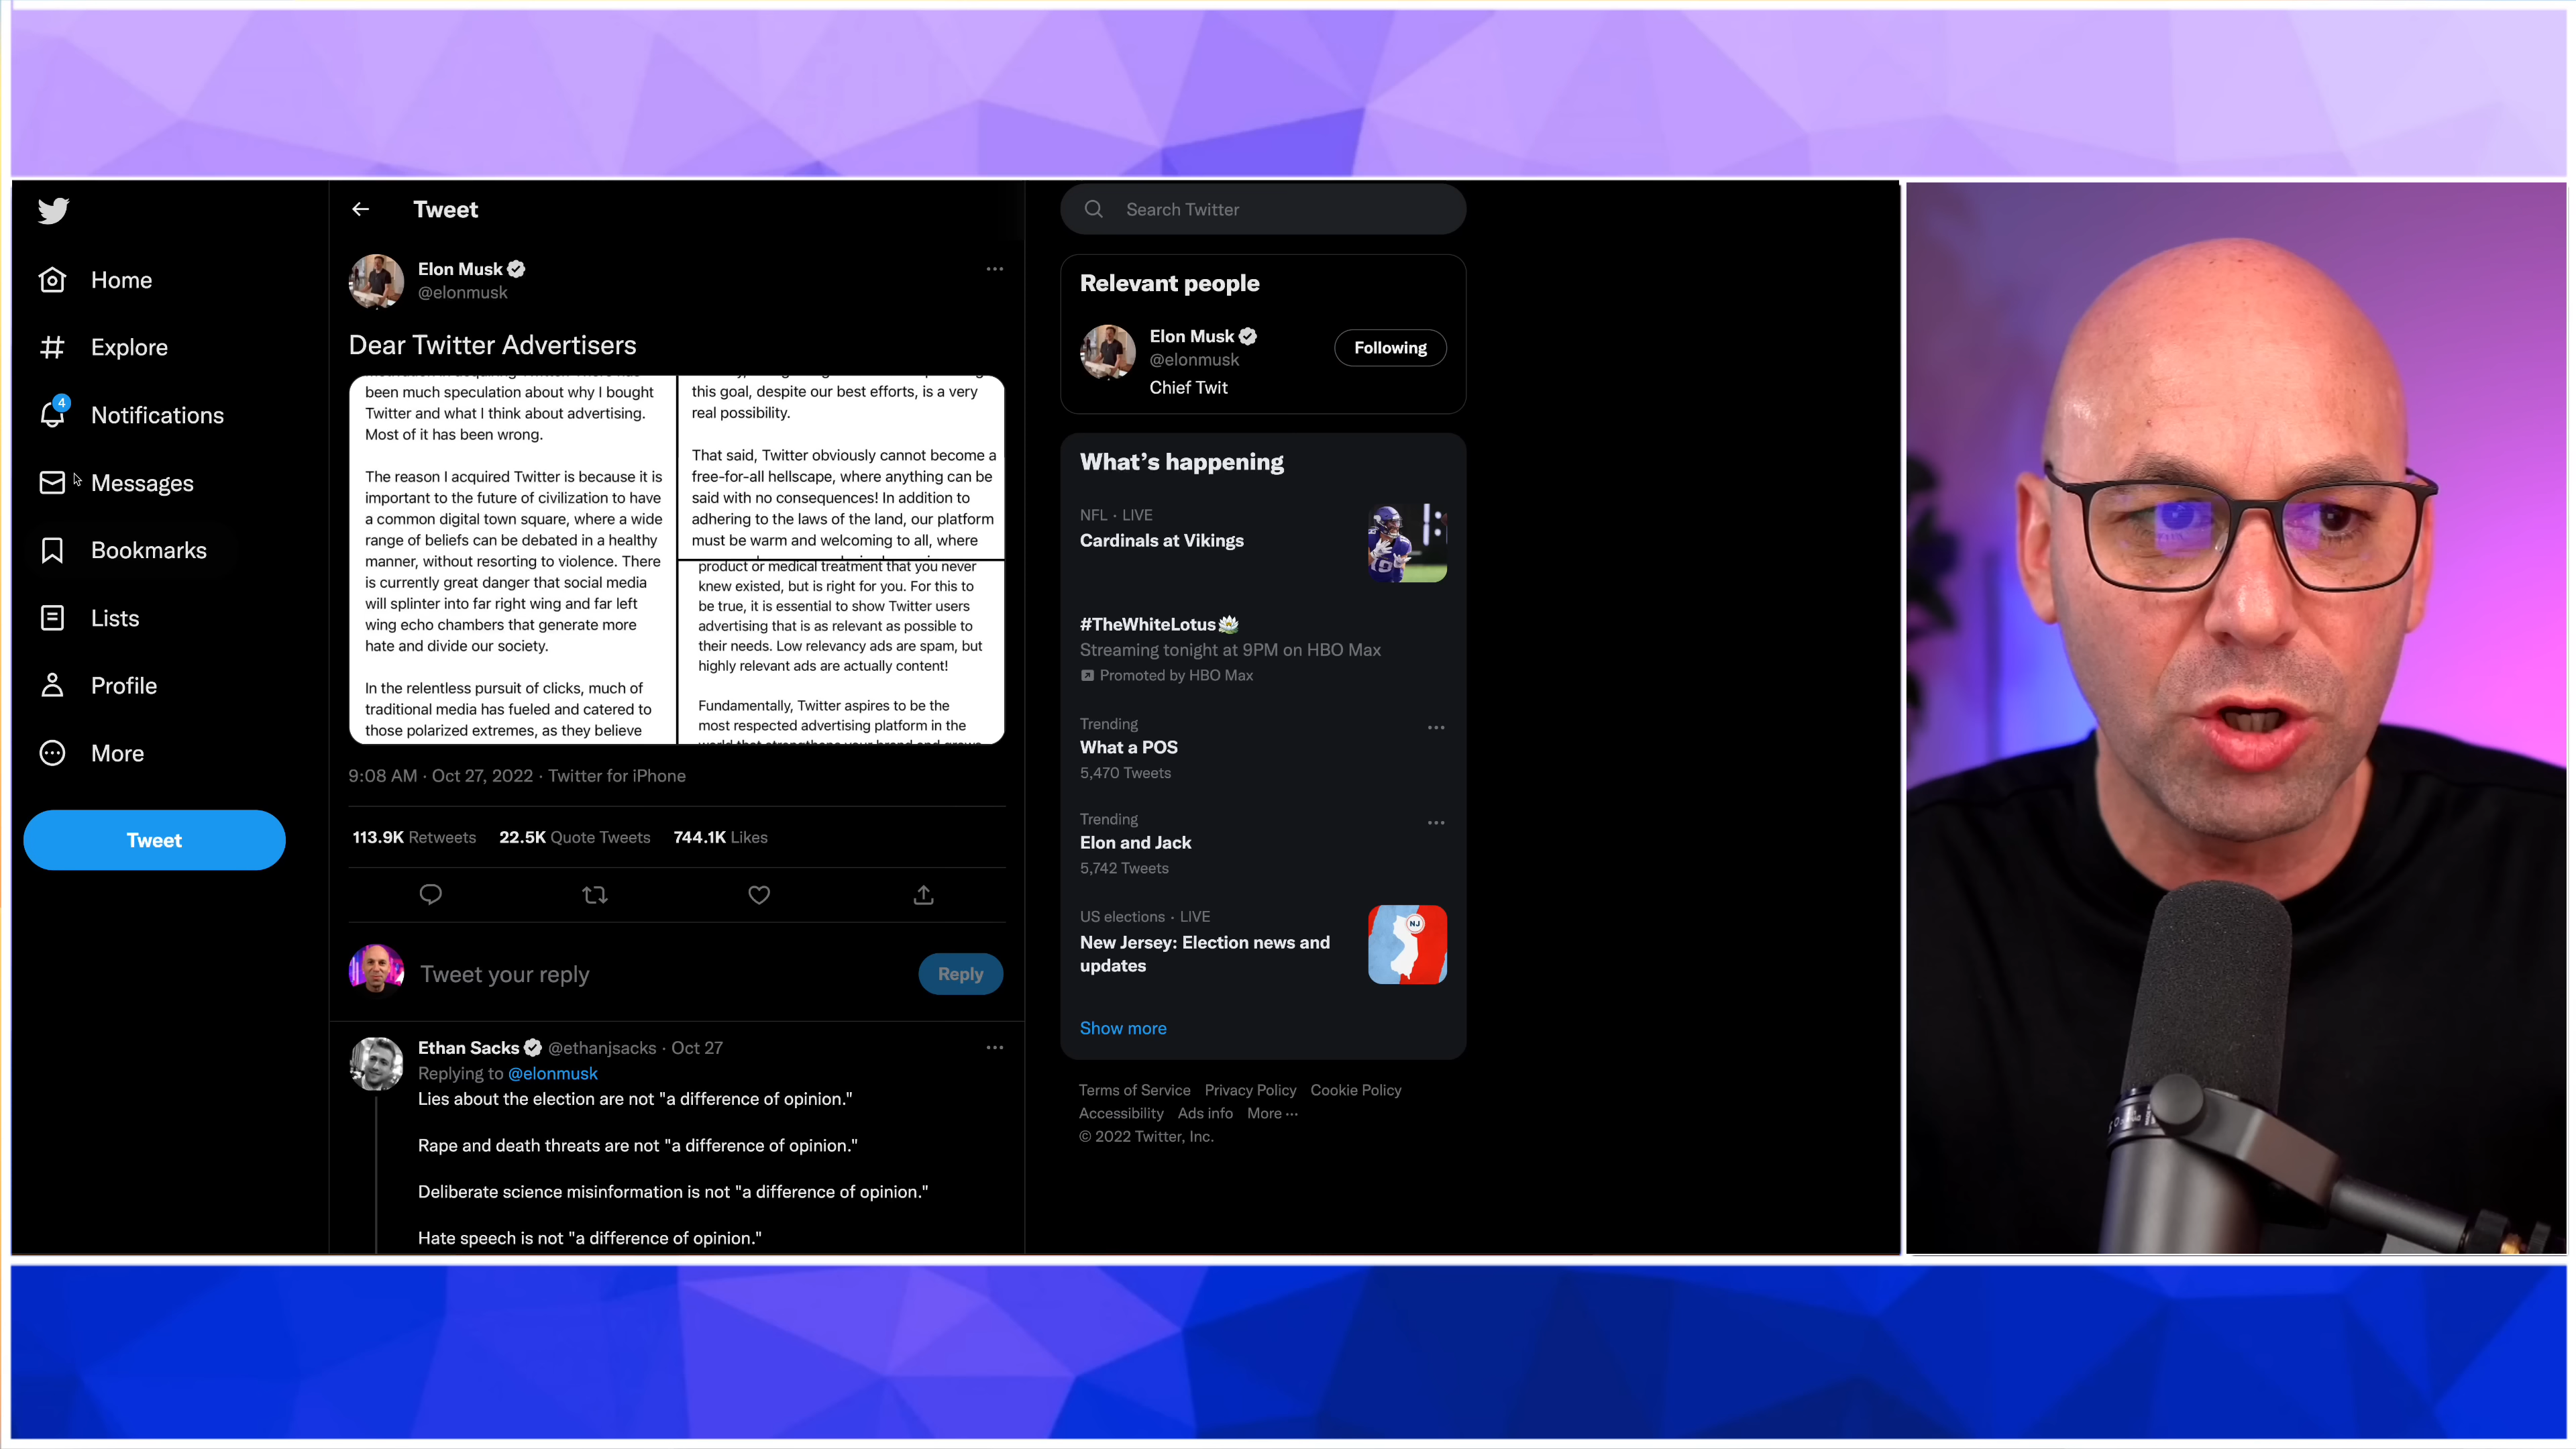 Home
Explore
4
Notifications
Messages
Bookmarks
Lists
Profile
More
Tweet
Tweet
Elon Musk
@elonmusk
Dear Twitter Advertisers
been much speculation about why I bought
Twitter and what I think about advertising.
Most of it has been wrong.
The reason I acquired Twitter is because it is
important to the future of civilization to have
a common digital town square, where a wide
range of beliefs can be debated in a healthy
manner, without resorting to violence. There
is currently great danger that social media
will splinter into far right wing and far left
wing echo chambers that generate more
hate and divide our society.
In the relentless pursuit of clicks, much of
traditional media has fueled and catered to
those polarized extremes, as they believe
this goal, despite our best efforts, is a very
real possibility.
That said, Twitter obviously cannot become a
free-for-all hellscape, where anything can be
said with no consequences! In addition to
adhering to the laws of the land, our platform
must be warm and welcoming to all, where
product or medical treatment that you never
knew existed, but is right for you. For this to
be true, it is essential to show Twitter users
advertising that is as relevant as possible to
their needs. Low relevancy ads are spam, but
highly relevant ads are actually content!
Fundamentally, Twitter aspires to be the
most respected advertising platform in the
9:08 AM · Oct 27, 2022 · Twitter for iPhone
113.9K Retweets 22.5K Quote Tweets 744.1K Likes
Tweet your reply
Reply
Ethan Sacks @ethanjsacks · Oct 27
Replying to @elonmusk
Lies about the election are not "a difference of opinion."
Rape and death threats are not "a difference of opinion."
Deliberate science misinformation is not "a difference of opinion."
Hate speech is not "a difference of opinion."
Search Twitter
Relevant people
Elon Musk
@elonmusk
Following
Chief Twit
What's happening
NFL · LIVE
Cardinals at Vikings
#TheWhiteLotus
Streaming tonight at 9PM on HBO Max
Promoted by HBO Max
Trending
What a POS
5,470 Tweets
Trending
Elon and Jack
5,742 Tweets
US elections · LIVE
New Jersey: Election news and
updates
NJ
Show more
Terms of Service Privacy Policy Cookie Policy
Accessibility Ads info More ···
© 2022 Twitter, Inc.